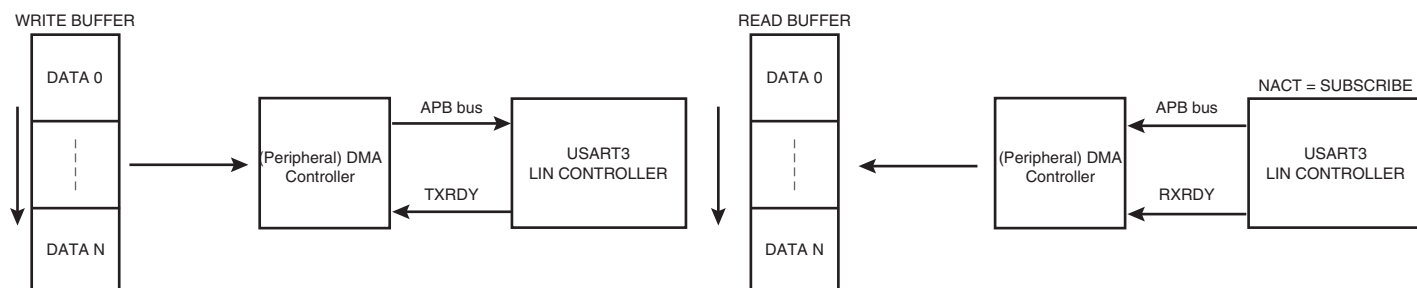 WRITE BUFFER
DATA 0
DATA N
(Peripheral) DMA
Controller
APB bus
TXRDY
USART3
LIN CONTROLLER
READ BUFFER
DATA 0
DATA N
(Peripheral) DMA
Controller
APB bus
RXRDY
NACT = SUBSCRIBE
USART3
LIN CONTROLLER